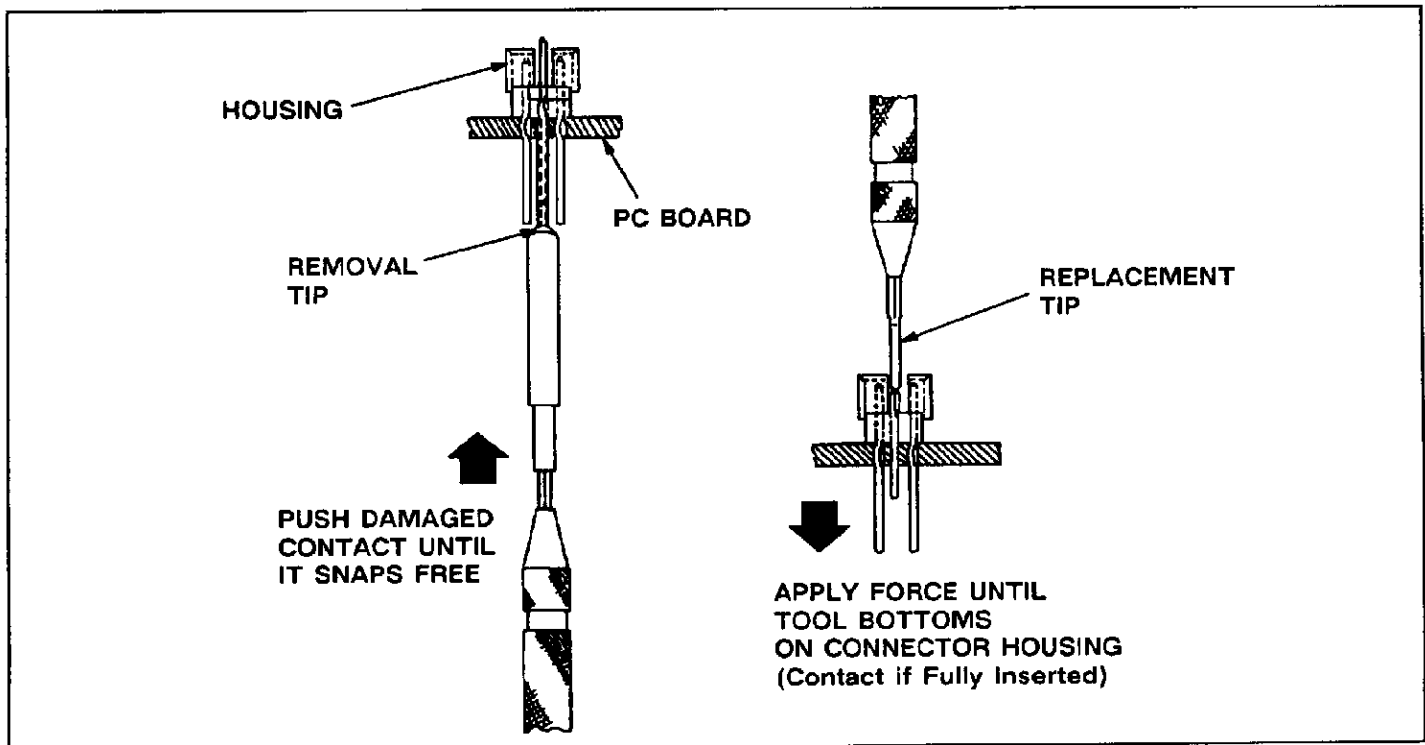 HOUSING
PC BOARD
REMOVAL
TIP
PUSH DAMAGED
CONTACT UNTIL
IT SNAPS FREE
REPLACEMENT
TIP
APPLY FORCE UNTIL
TOOL BOTTOMS
ON CONNECTOR HOUSING
(Contact if Fully Inserted)